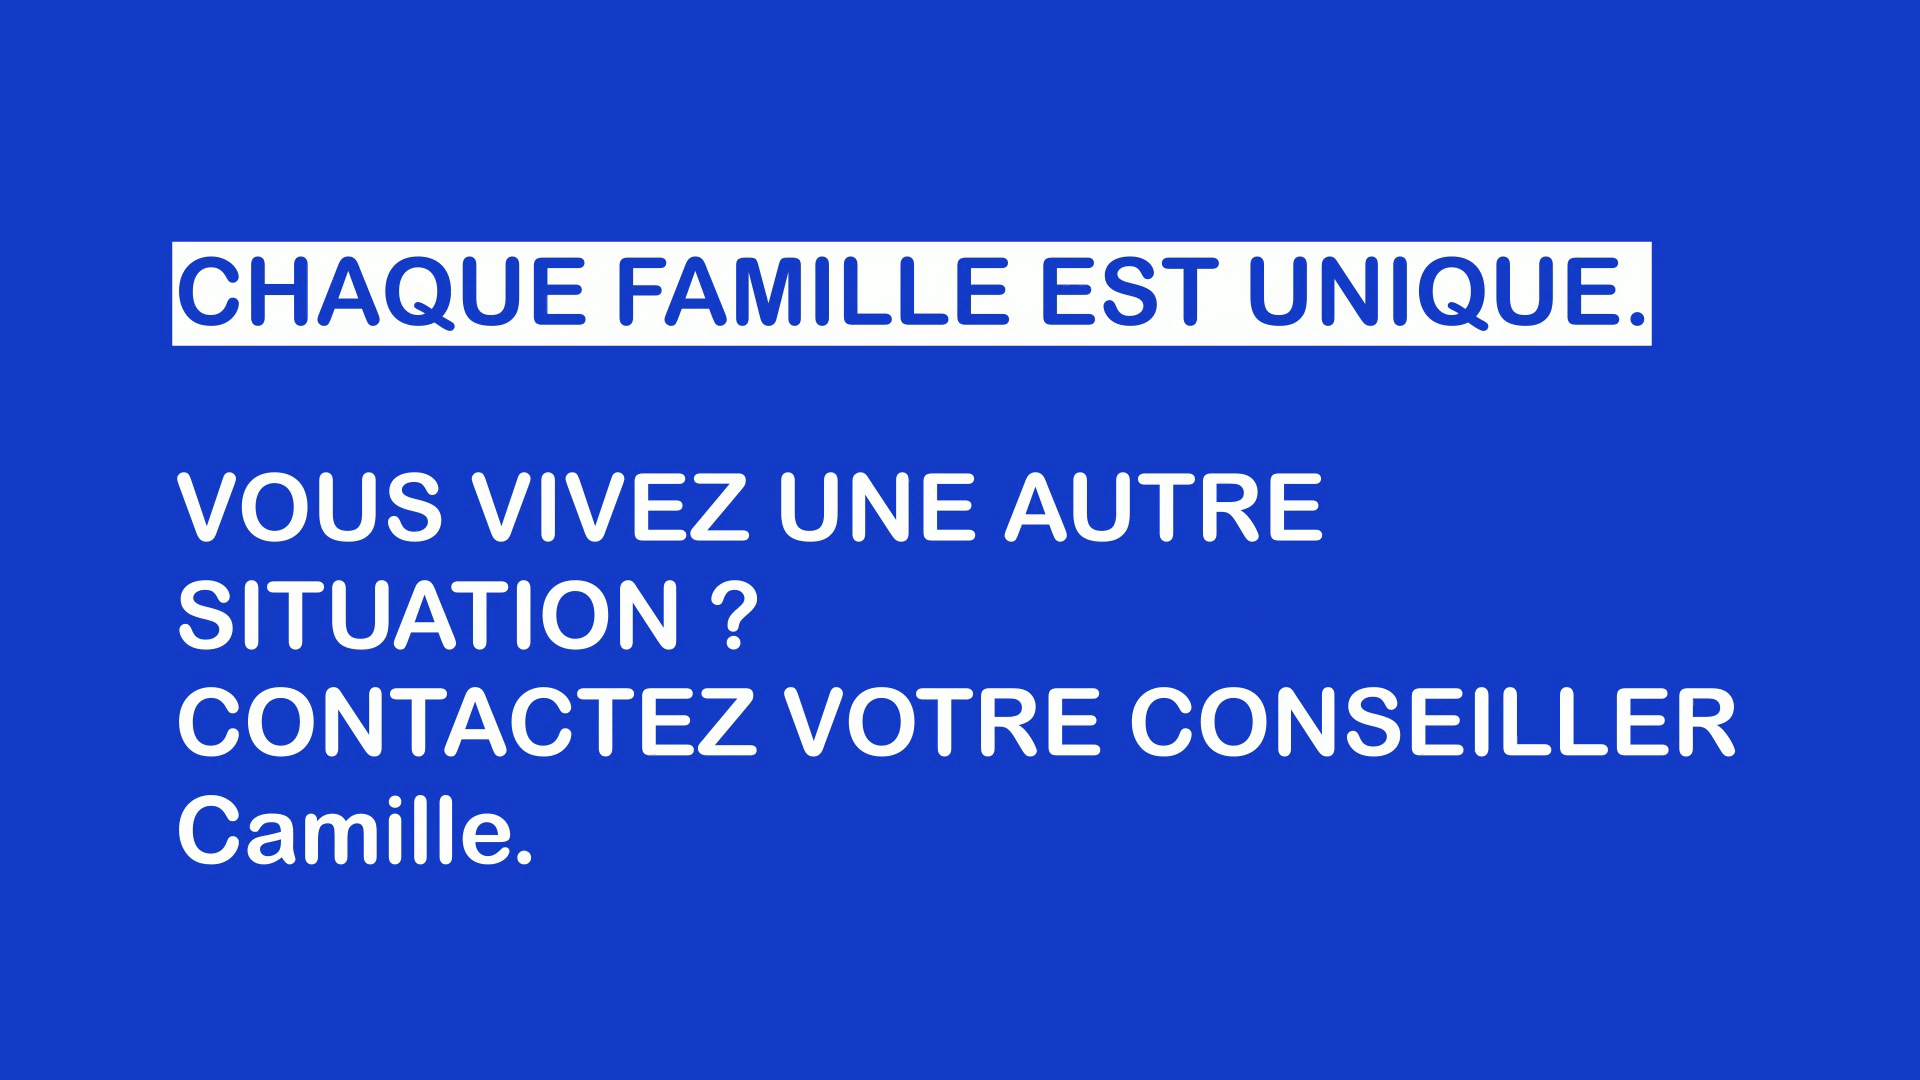 CHAQUE FAMILLE EST UNIQUE.
VOUS VIVEZ UNE AUTRE
SITUATION ?
CONTACTEZ VOTRE CONSEILLER
Camille.